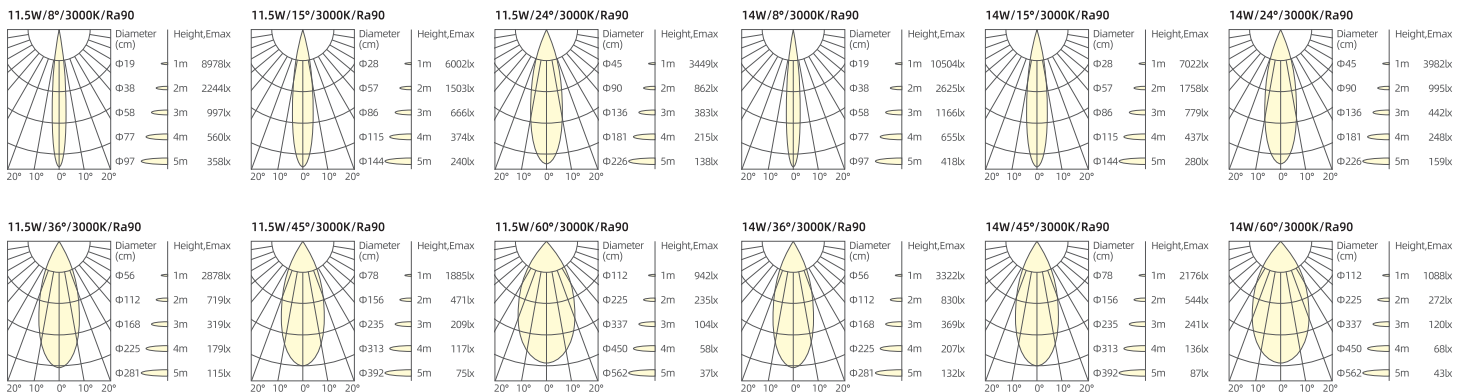 11.5W/8°/3000K/Ra90
Diameter (cm) Height,Emax
Φ19 1m 8978lx
Φ38 2m 2244lx
Φ58 3m 997lx
Φ77 4m 560lx
Φ97 5m 358lx
20° 10° 0° 10° 20°
11.5W/15°/3000K/Ra90
Diameter (cm) Height,Emax
Φ28 1m 6002lx
Φ57 2m 1503lx
Φ86 3m 666lx
Φ115 4m 374lx
Φ144 5m 240lx
20° 10° 0° 10° 20°
11.5W/24°/3000K/Ra90
Diameter (cm) Height,Emax
Φ45 1m 3449lx
Φ90 2m 862lx
Φ136 3m 383lx
Φ181 4m 215lx
Φ226 5m 138lx
20° 10° 0° 10° 20°
14W/8°/3000K/Ra90
Diameter (cm) Height,Emax
Φ19 1m 10504lx
Φ38 2m 2625lx
Φ58 3m 1166lx
Φ77 4m 655lx
Φ97 5m 418lx
20° 10° 0° 10° 20°
14W/15°/3000K/Ra90
Diameter (cm) Height,Emax
Φ28 1m 7022lx
Φ57 2m 1758lx
Φ86 3m 779lx
Φ115 4m 437lx
Φ144 5m 280lx
20° 10° 0° 10° 20°
14W/24°/3000K/Ra90
Diameter (cm) Height,Emax
Φ45 1m 3982lx
Φ90 2m 995lx
Φ136 3m 442lx
Φ181 4m 248lx
Φ226 5m 159lx
20° 10° 0° 10° 20°
11.5W/36°/3000K/Ra90
Diameter (cm) Height,Emax
Φ56 1m 2878lx
Φ112 2m 719lx
Φ168 3m 319lx
Φ225 4m 179lx
Φ281 5m 115lx
20° 10° 0° 10° 20°
11.5W/45°/3000K/Ra90
Diameter (cm) Height,Emax
Φ78 1m 1885lx
Φ156 2m 471lx
Φ235 3m 209lx
Φ313 4m 117lx
Φ392 5m 75lx
20° 10° 0° 10° 20°
11.5W/60°/3000K/Ra90
Diameter (cm) Height,Emax
Φ112 1m 942lx
Φ225 2m 235lx
Φ337 3m 104lx
Φ450 4m 58lx
Φ562 5m 37lx
20° 10° 0° 10° 20°
14W/36°/3000K/Ra90
Diameter (cm) Height,Emax
Φ56 1m 3322lx
Φ112 2m 830lx
Φ168 3m 369lx
Φ225 4m 207lx
Φ281 5m 132lx
20° 10° 0° 10° 20°
14W/45°/3000K/Ra90
Diameter (cm) Height,Emax
Φ78 1m 2176lx
Φ156 2m 544lx
Φ235 3m 241lx
Φ313 4m 136lx
Φ392 5m 87lx
20° 10° 0° 10° 20°
14W/60°/3000K/Ra90
Diameter (cm) Height,Emax
Φ112 1m 1088lx
Φ225 2m 272lx
Φ337 3m 120lx
Φ450 4m 68lx
Φ562 5m 43lx
20° 10° 0° 10° 20°